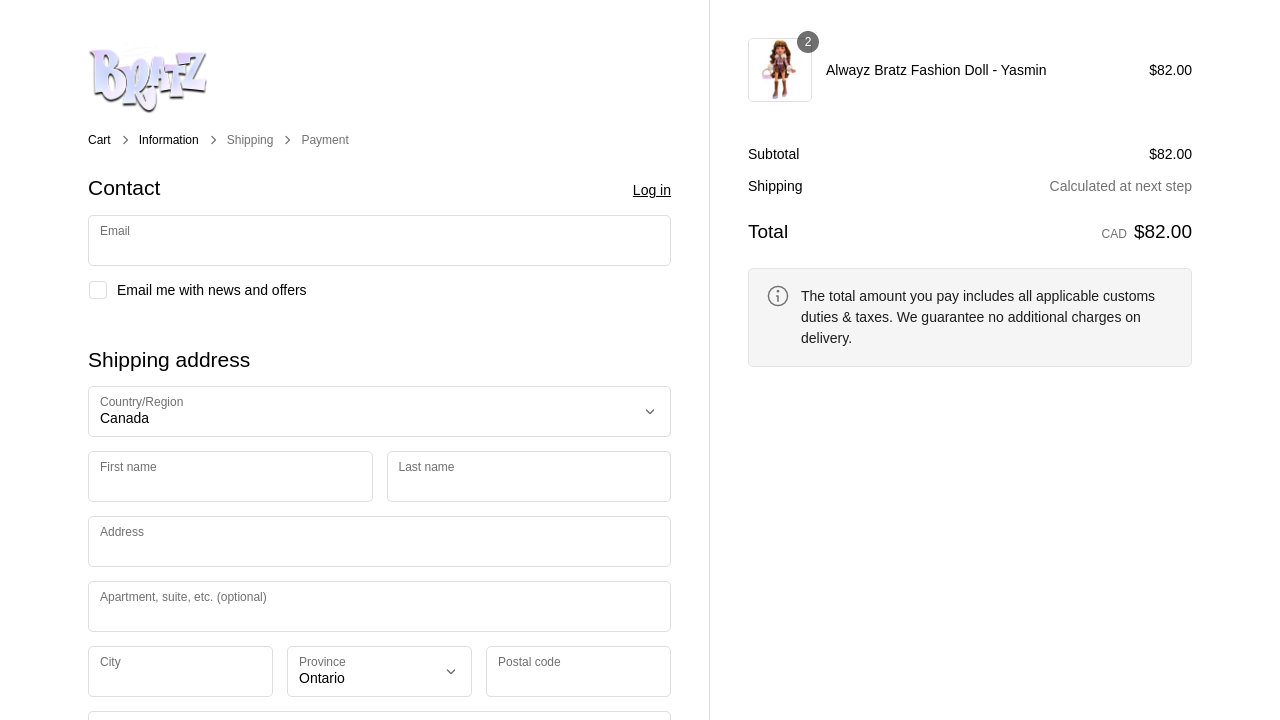 BRATZ
Cart > Information > Shipping > Payment
Contact
Log in
Email
Email me with news and offers
Shipping address
Country/Region
Canada
First name
Last name
Address
Apartment, suite, etc. (optional)
City
Province
Ontario
Postal code
2
Alwayz Bratz Fashion Doll - Yasmin
$82.00
Subtotal
$82.00
Shipping
Calculated at next step
Total
CAD $82.00
The total amount you pay includes all applicable customs
duties & taxes. We guarantee no additional charges on
delivery.